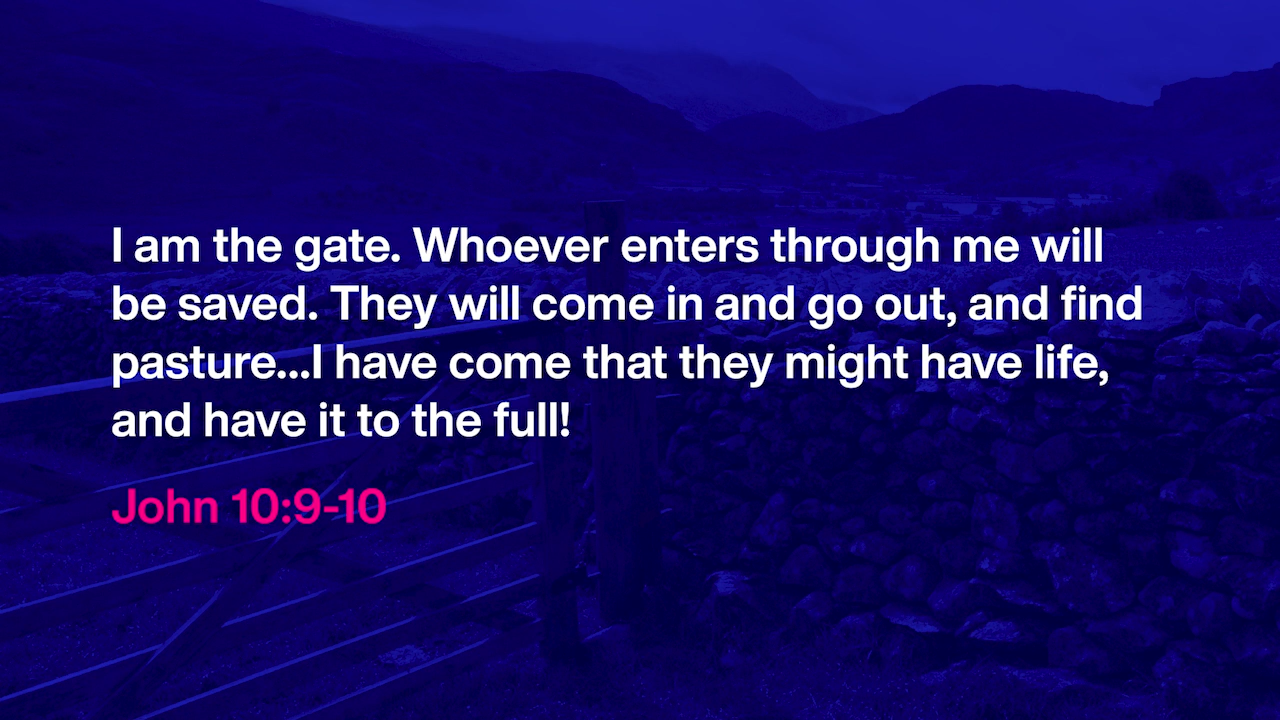 I am the gate. Whoever enters through me will
be saved. They will come in and go out, and find
pasture...I have come that they might have life,
and have it to the full!
John 10:9-10